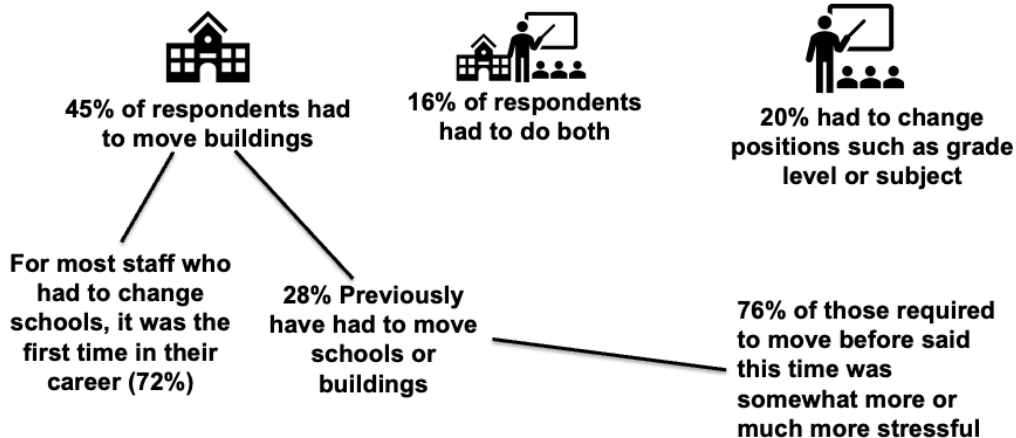 45% of respondents had
to move buildings
16% of respondents
had to do both
20% had to change
positions such as grade
level or subject
For most staff who
had to change
schools, it was the
first time in their
career (72%)
28% Previously
have had to move
schools or
buildings
76% of those required
to move before said
this time was
somewhat more or
much more stressful